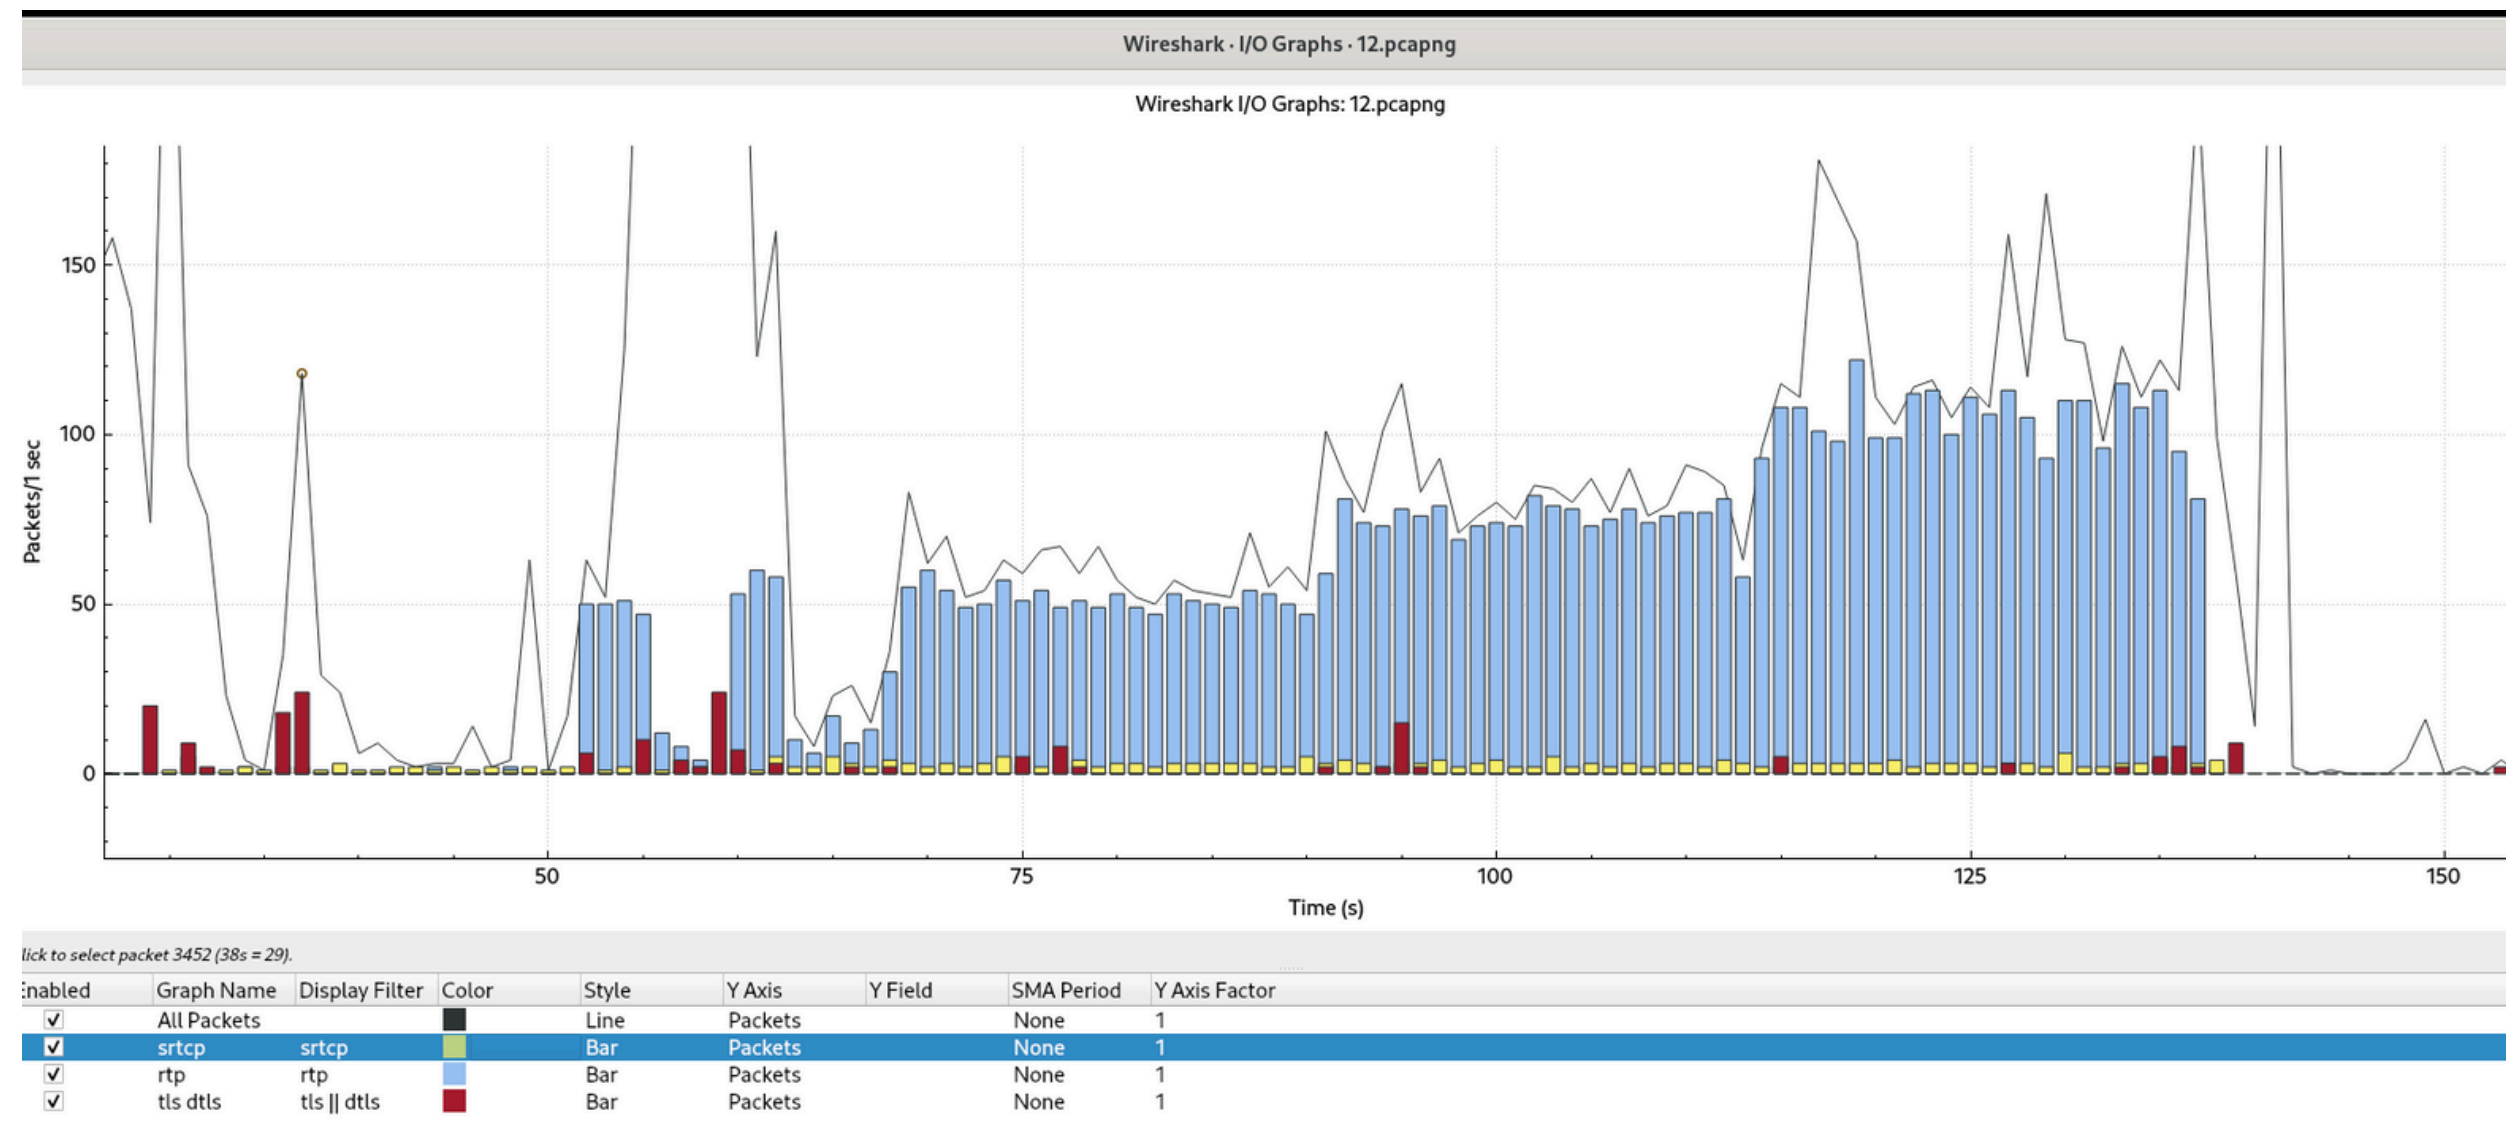 Wireshark · I/O Graphs · 12.pcapng
Wireshark I/O Graphs: 12.pcapng
150
100
50
0
Packets/1 sec
50 75 100 125 150
Time (s)
lick to select packet 3452 (38s = 29).
Enabled Graph Name Display Filter Color Style Y Axis Y Field SMA Period Y Axis Factor
All Packets Line Packets None 1
srtcp srtcp Bar Packets None 1
rtp rtp Bar Packets None 1
tls dtls tls || dtls Bar Packets None 1